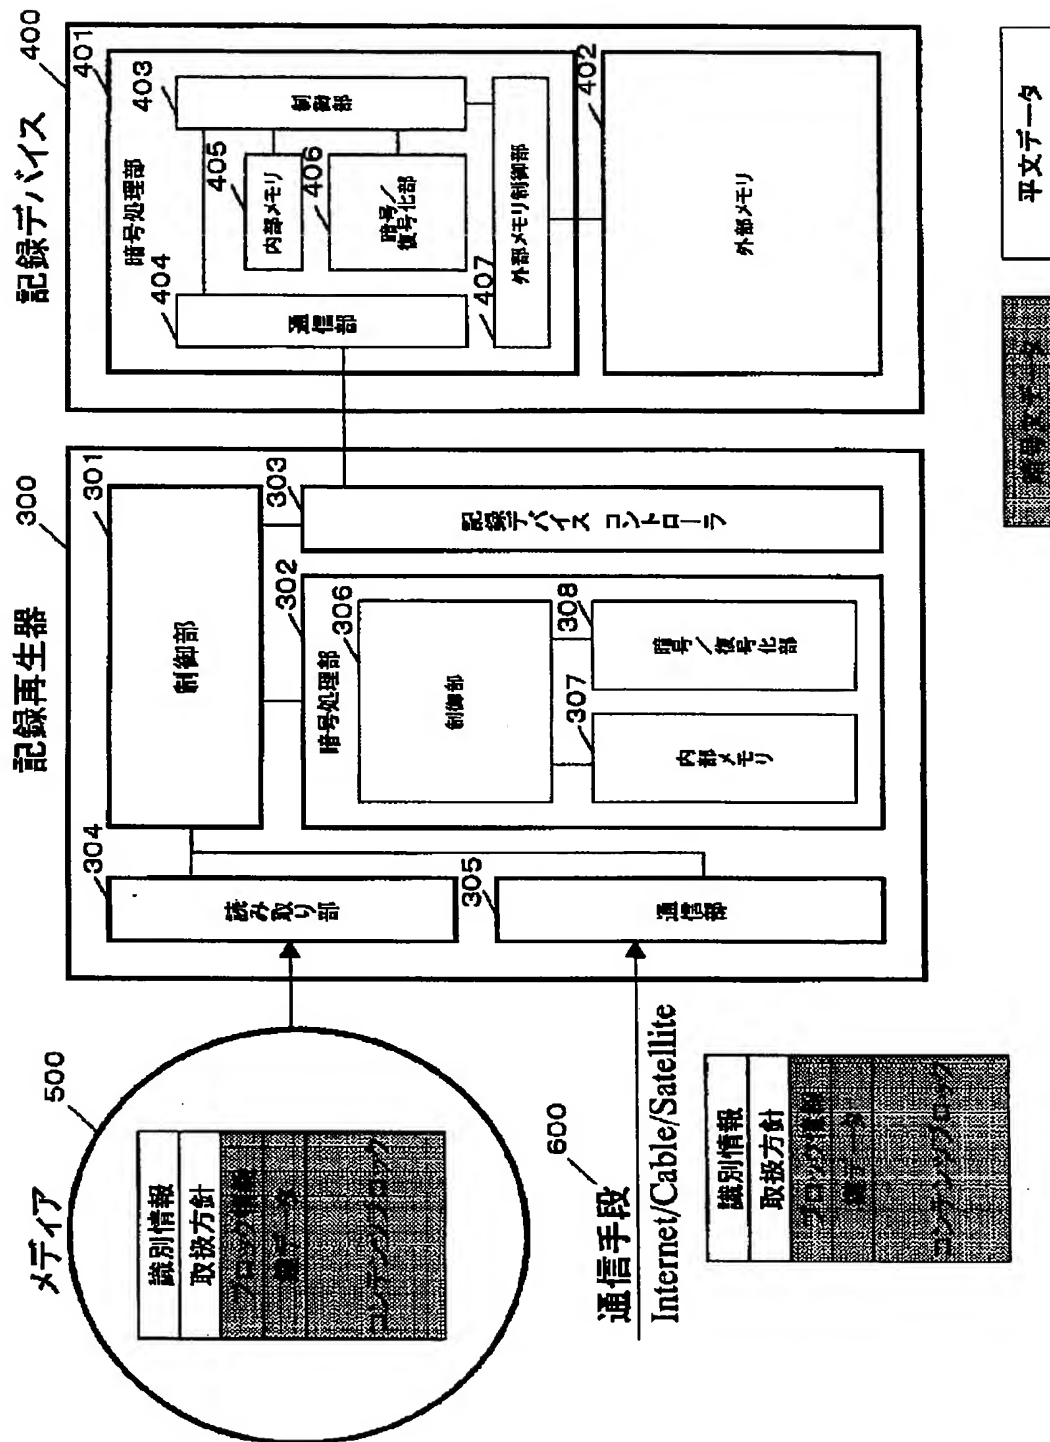 メディア
500
識別情報
取扱方針
ブロック情報
鍵データ
コンテンツブロック
通信手段
600
Internet/Cable/Satellite
識別情報
取扱方針
ブロック情報
鍵データ
コンテンツブロック
記録再生器
300
304
読み取り部
305
通信部
301
制御部
302
暗号処理部
306
制御部
307
内部メモリ
308
暗号/復号化部
303
記録デバイス コントローラ
記録デバイス
400
401
暗号処理部
404
通信部
403
制御部
405
内部メモリ
406
暗号/
復号化部
407
外部メモリ制御部
402
外部メモリ
暗号文データ
平文データ